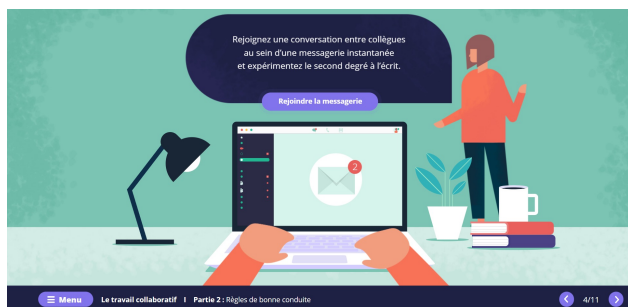 Rejoignez une conversation entre collègues
au sein d'une messagerie instantanée
et expérimentez le second degré à l'écrit.
Rejoindre la messagerie
2
Menu Le travail collaboratif I Partie 2 : Règles de bonne conduite 4/11